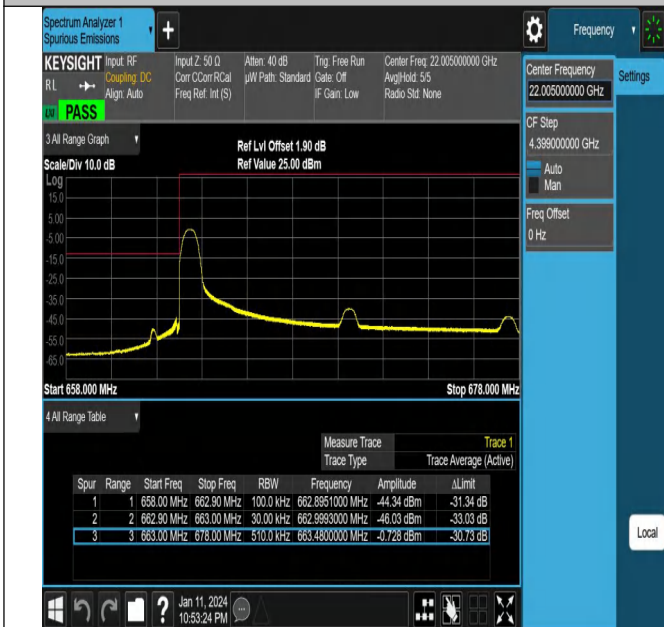 Spectrum Analyzer 1
Spurious Emissions
Frequency
KEYSIGHT Input: RF
RL
Coupling: DC
Align: Auto
Input Z: 50 Ω
Corr CCorr RCal
Freq Ref: Int (S)
Atten: 40 dB
µW Path: Standard
Trig: Free Run
Gate: Off
IF Gain: Low
Center Freq: 22.005000000 GHz
Avg|Hold: 5/5
Radio Std: None
PASS
3 All Range Graph
Scale/Div 10.0 dB
Ref Lvl Offset 1.90 dB
Ref Value 25.00 dBm
Log
15.0
5.00
-5.00
-15.0
-25.0
-35.0
-45.0
-55.0
-65.0
Start 658.000 MHz
Stop 678.000 MHz
4 All Range Table
Measure Trace Trace 1
Trace Type Trace Average (Active)
Spur Range Start Freq Stop Freq RBW Frequency Amplitude ΔLimit
1 1 658.00 MHz 662.90 MHz 100.0 kHz 662.8951000 MHz -44.34 dBm -31.34 dB
2 2 662.90 MHz 663.00 MHz 30.00 kHz 662.9993000 MHz -46.03 dBm -33.03 dB
3 3 663.00 MHz 678.00 MHz 510.0 kHz 663.4800000 MHz -0.728 dBm -30.73 dB
Center Frequency
22.005000000 GHz
Settings
CF Step
4.399000000 GHz
Auto
Man
Freq Offset
0 Hz
Local
Jan 11, 2024
10:53:24 PM